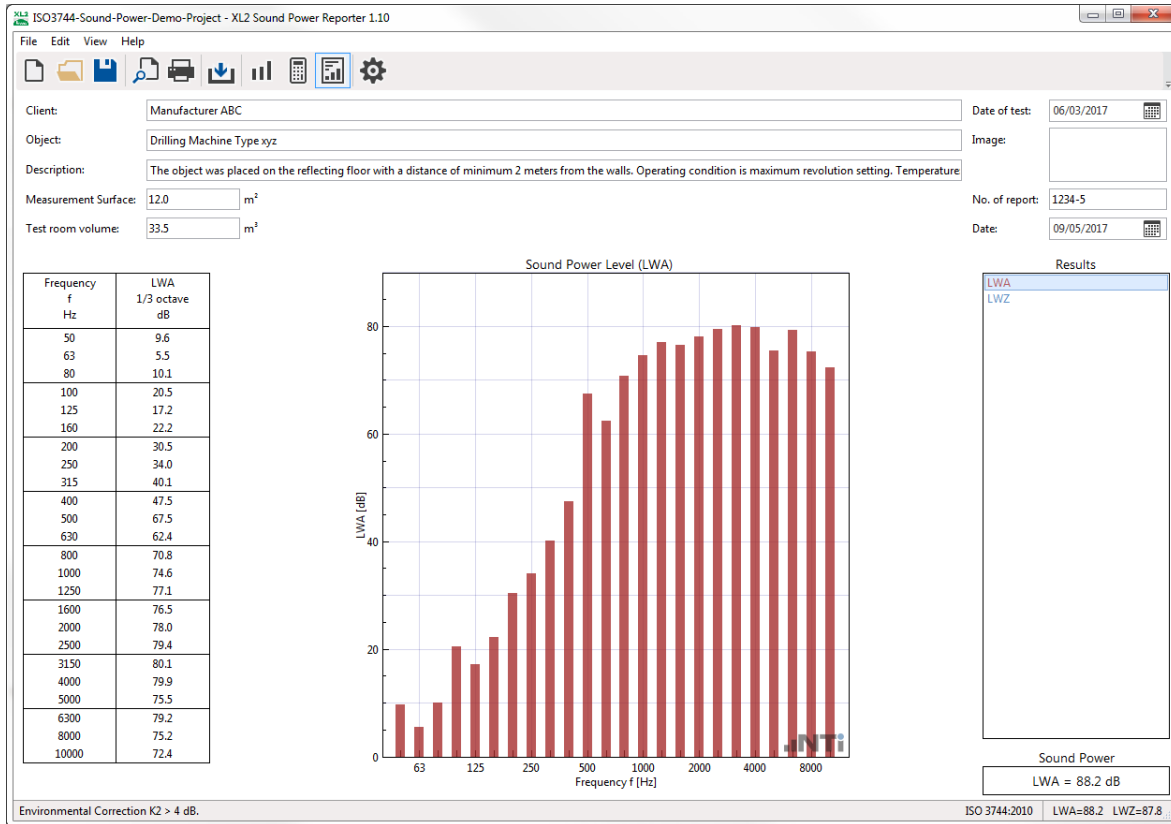 ISO3744-Sound-Power-Demo-Project - XL2 Sound Power Reporter 1.10
File Edit View Help
Client: Manufacturer ABC Date of test: 06/03/2017
Object: Drilling Machine Type xyz Image:
Description: The object was placed on the reflecting floor with a distance of minimum 2 meters from the walls. Operating condition is maximum revolution setting. Temperature
Measurement Surface: 12.0 m² No. of report: 1234-5
Test room volume: 33.5 m³ Date: 09/05/2017
Frequency LWA
f 1/3 octave
Hz dB
50 9.6
63 5.5
80 10.1
100 20.5
125 17.2
160 22.2
200 30.5
250 34.0
315 40.1
400 47.5
500 67.5
630 62.4
800 70.8
1000 74.6
1250 77.1
1600 76.5
2000 78.0
2500 79.4
3150 80.1
4000 79.9
5000 75.5
6300 79.2
8000 75.2
10000 72.4
Sound Power Level (LWA)
LWA [dB]
80
60
40
20
0
63 125 250 500 1000 2000 4000 8000
Frequency f [Hz]
NTi
Results
LWA
LWZ
Sound Power
LWA = 88.2 dB
Environmental Correction K2 > 4 dB. ISO 3744:2010 LWA=88.2 LWZ=87.8